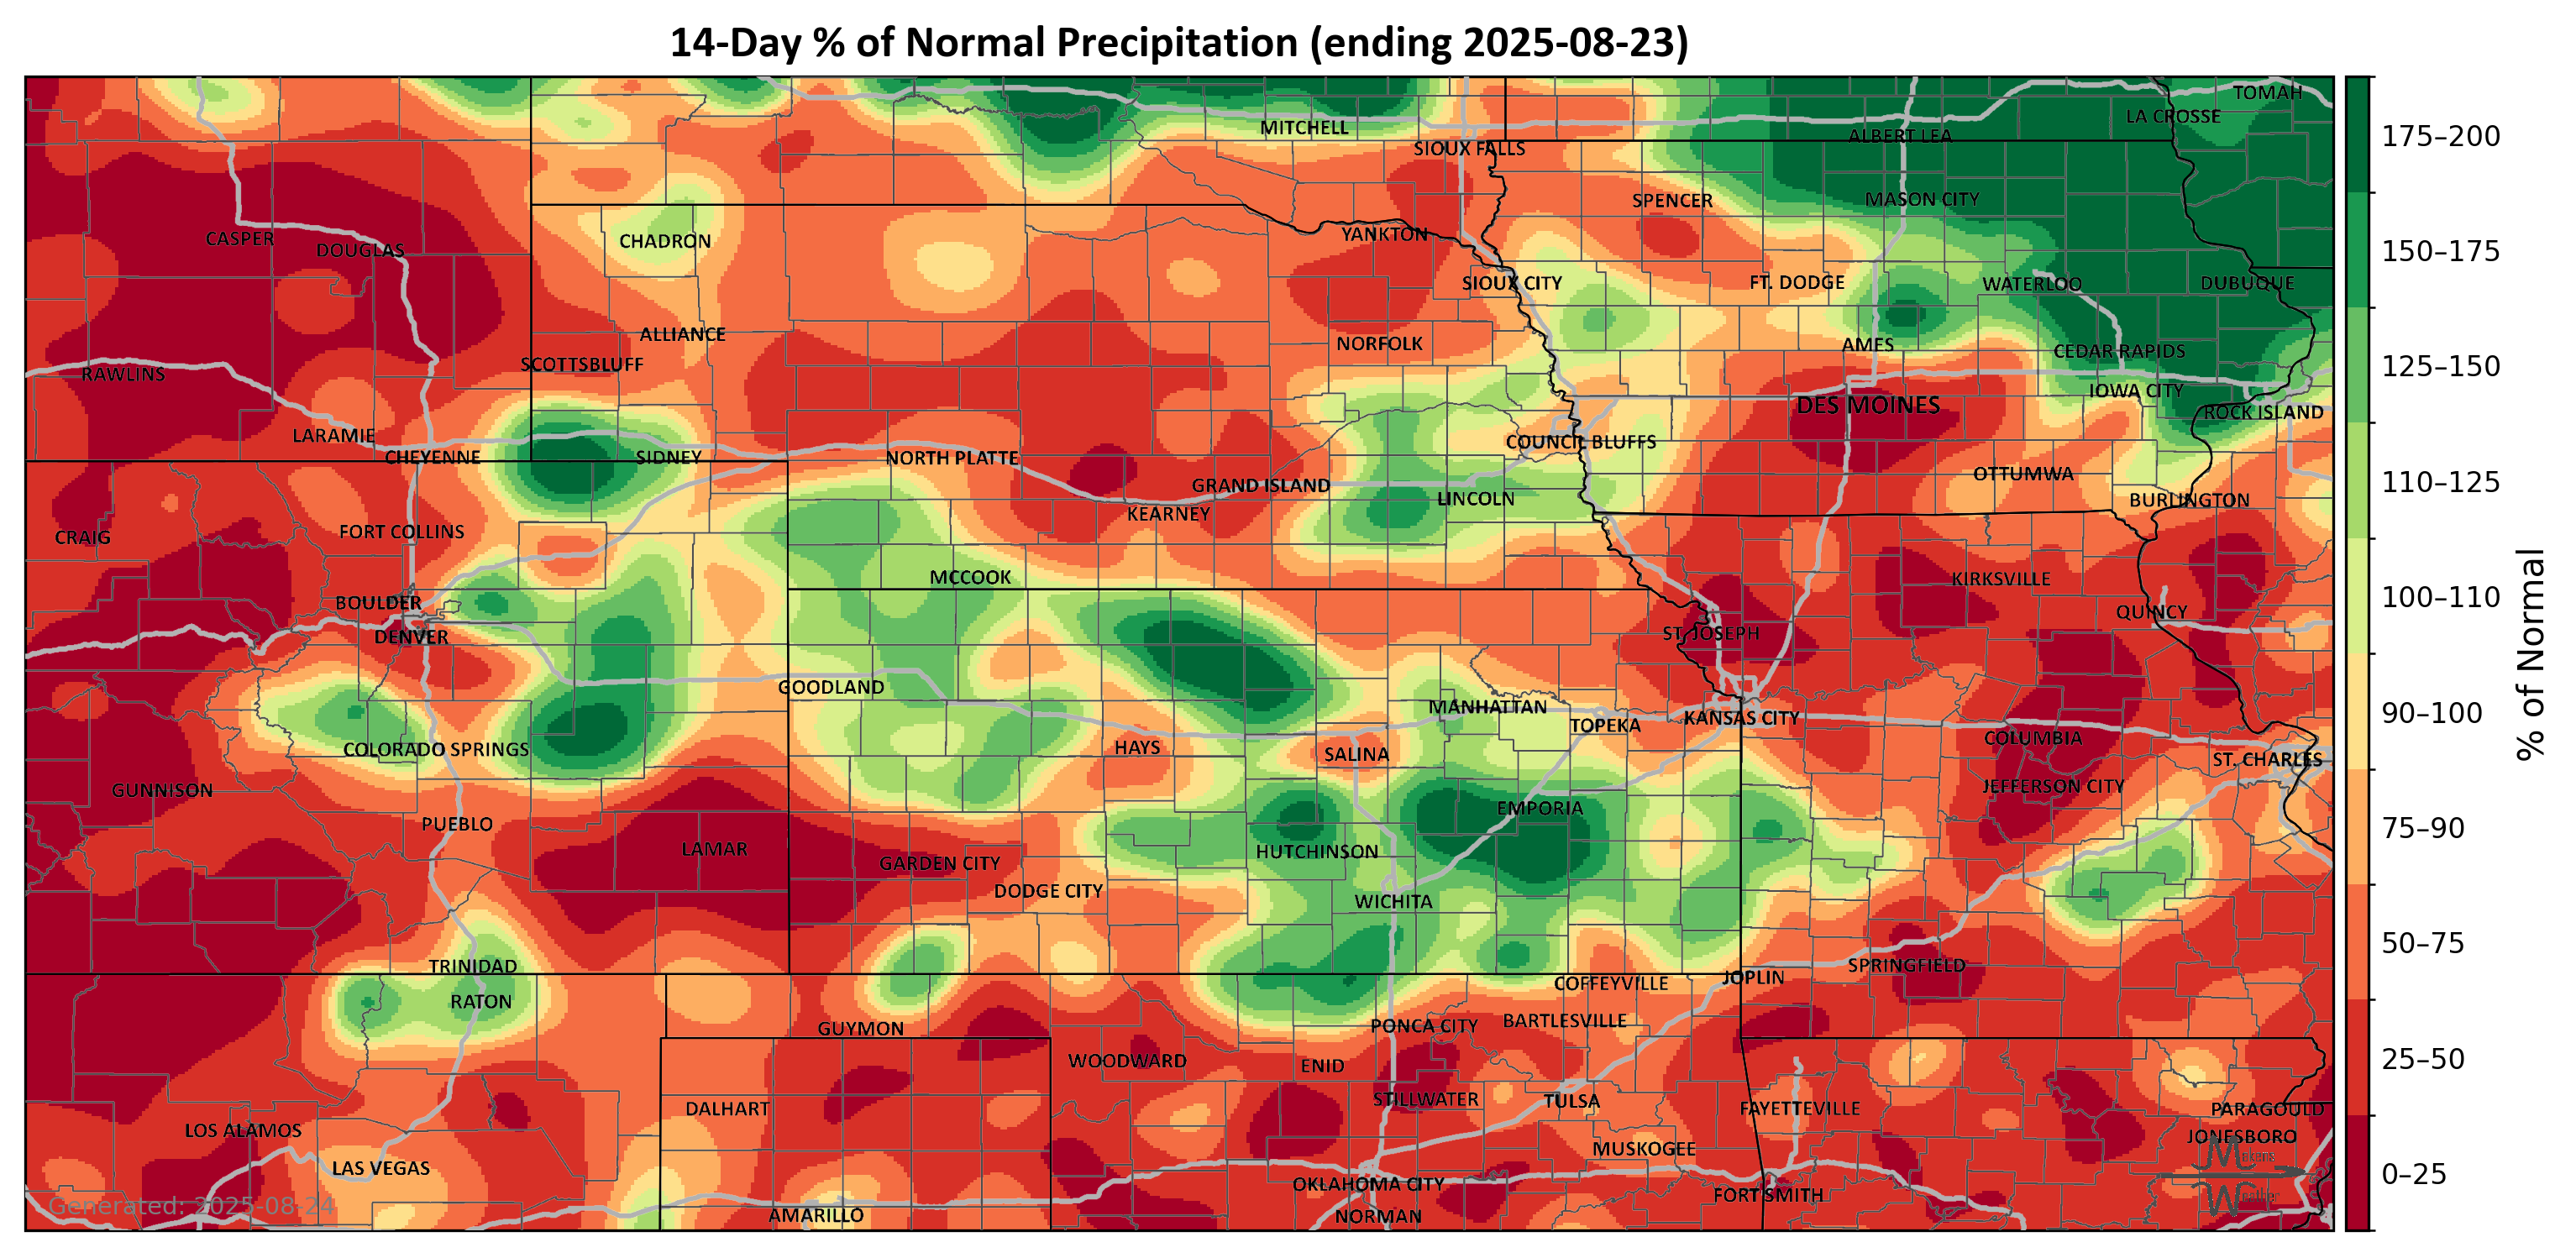 14-Day % of Normal Precipitation (ending 2025-08-23)
TOMAH
LA CROSSE
MITCHELL
ALBERT LEA
SIOUX FALLS
SPENCER
MASON CITY
CASPER
DOUGLAS
CHADRON
YANKTON
SIOUX CITY
FT. DODGE
WATERLOO
DUBUQUE
ALLIANCE
NORFOLK
AMES
CEDAR RAPIDS
SCOTTSBLUFF
RAWLINS
IOWA CITY
DES MOINES
ROCK ISLAND
LARAMIE
COUNCIL BLUFFS
CHEYENNE
SIDNEY
NORTH PLATTE
OTTUMWA
GRAND ISLAND
LINCOLN
BURLINGTON
KEARNEY
FORT COLLINS
CRAIG
MCCOOK
KIRKSVILLE
BOULDER
QUINCY
DENVER
ST. JOSEPH
GOODLAND
MANHATTAN
KANSAS CITY
TOPEKA
COLUMBIA
COLORADO SPRINGS
HAYS
SALINA
ST. CHARLES
GUNNISON
JEFFERSON CITY
EMPORIA
PUEBLO
LAMAR
HUTCHINSON
GARDEN CITY
DODGE CITY
WICHITA
TRINIDAD
SPRINGFIELD
JOPLIN
COFFEYVILLE
RATON
GUYMON
PONCA CITY
BARTLESVILLE
WOODWARD
ENID
STILLWATER
TULSA
DALHART
FAYETTEVILLE
PARAGOULD
LOS ALAMOS
JONESBORO
MUSKOGEE
LAS VEGAS
OKLAHOMA CITY
FORT SMITH
AMARILLO
NORMAN
Generated: 2025-08-24
175–200
150–175
125–150
110–125
100–110
90–100
75–90
50–75
25–50
0–25
% of Normal